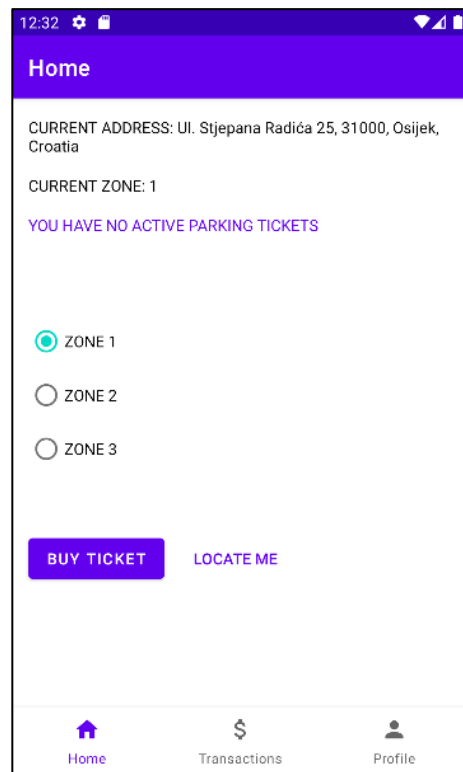 12:32
Home
CURRENT ADDRESS: Ul. Stjepana Radića 25, 31000, Osijek,
Croatia
CURRENT ZONE: 1
YOU HAVE NO ACTIVE PARKING TICKETS
ZONE 1
ZONE 2
ZONE 3
BUY TICKET LOCATE ME
Home Transactions Profile